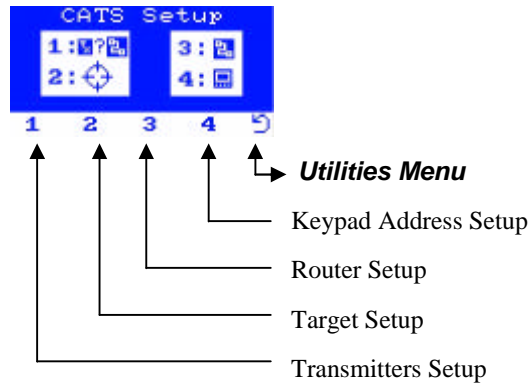 CATS Setup
1: ? 3:
2: 4:
1 2 3 4
Utilities Menu
Keypad Address Setup
Router Setup
Target Setup
Transmitters Setup